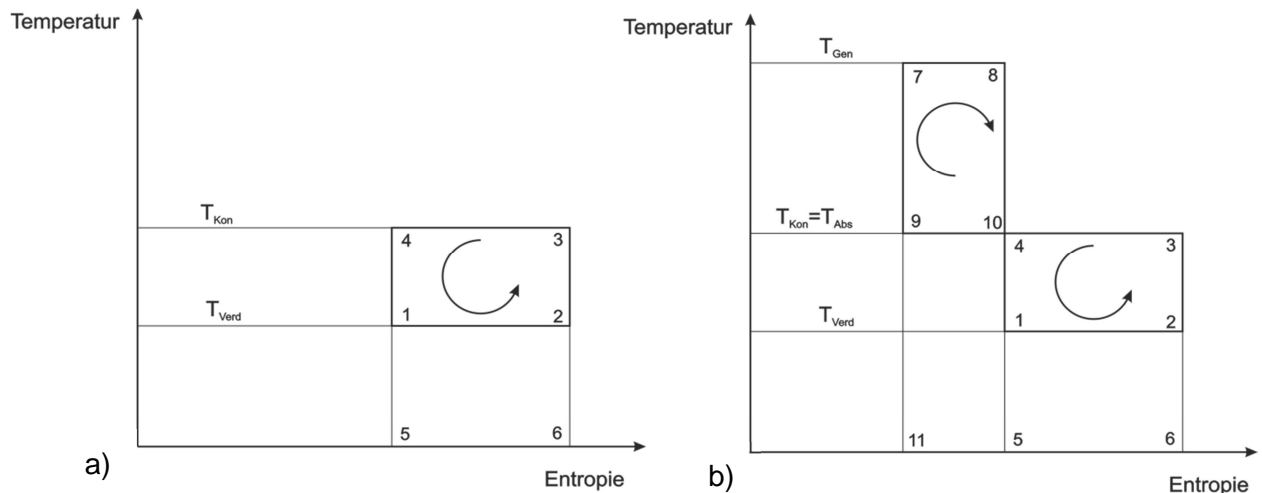 Temperatur
T_Kon
4 3
T_Verd
1 2
5 6
a)
Entropie
Temperatur
T_Gen
7 8
T_Kon=T_Abs
9 10
4 3
T_Verd
1 2
11 5 6
b)
Entropie